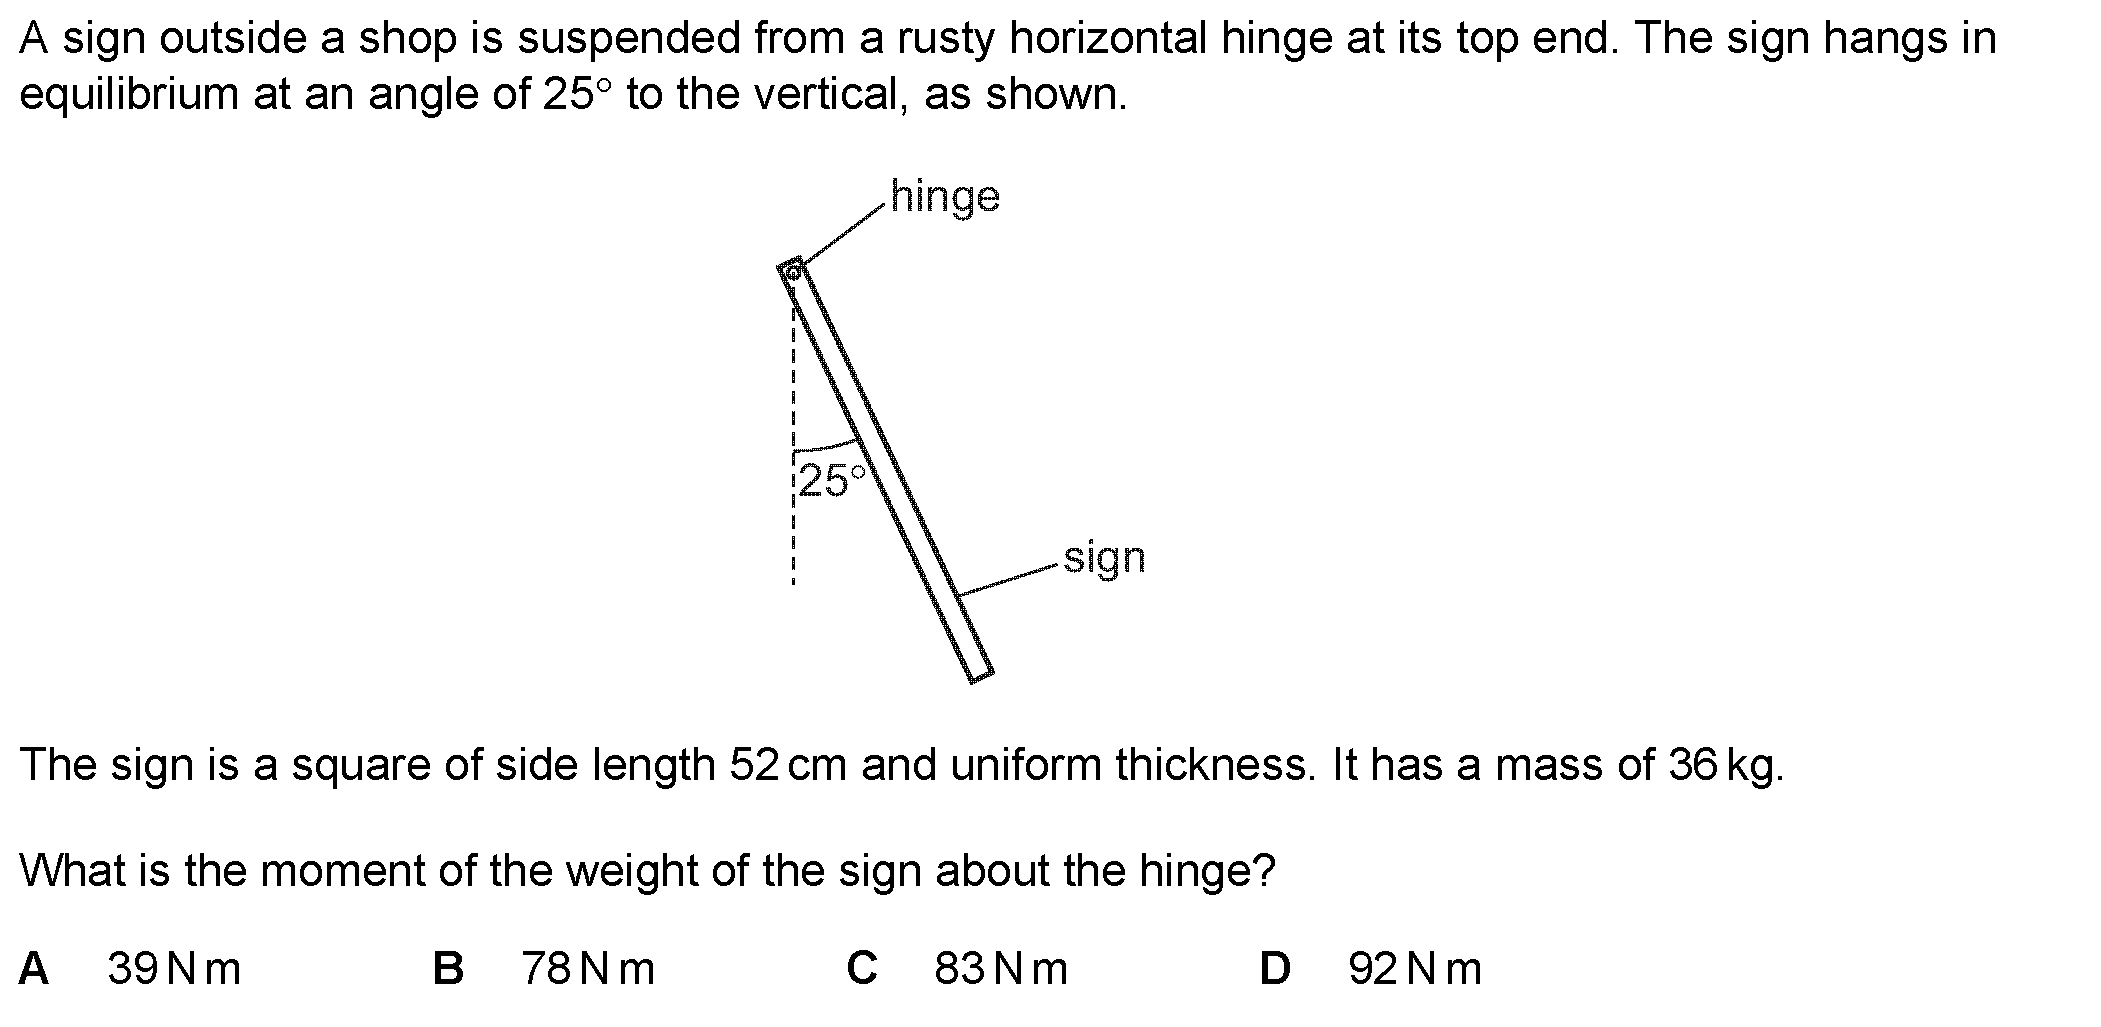 A sign outside a shop is suspended from a rusty horizontal hinge at its top end. The sign hangs in
equilibrium at an angle of 25° to the vertical, as shown.
hinge
25°
sign
The sign is a square of side length 52 cm and uniform thickness. It has a mass of 36 kg.
What is the moment of the weight of the sign about the hinge?
A 39 N m B 78 N m C 83 N m D 92 N m